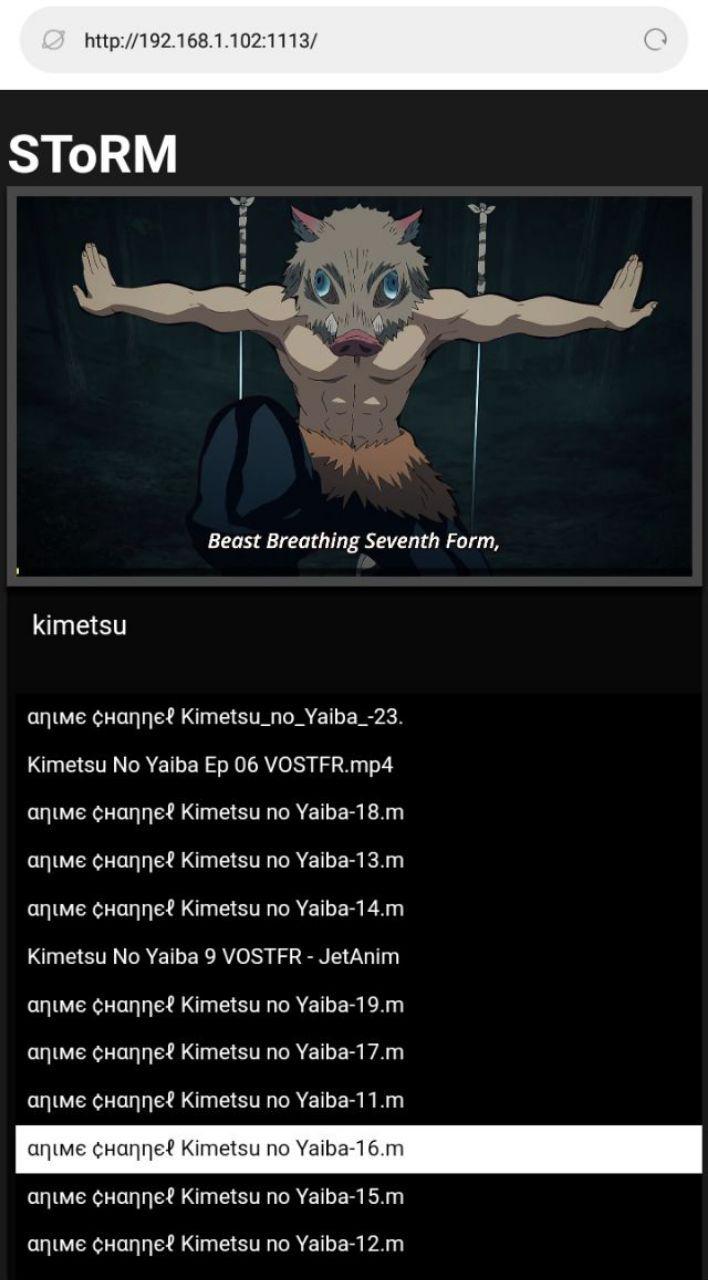 http://192.168.1.102:1113/
SToRM
Beast Breathing Seventh Form,
kimetsu
αηιмє ¢нαηηєℓ Kimetsu_no_Yaiba_-23.
Kimetsu No Yaiba Ep 06 VOSTFR.mp4
αηιмє ¢нαηηєℓ Kimetsu no Yaiba-18.m
αηιмє ¢нαηηєℓ Kimetsu no Yaiba-13.m
αηιмє ¢нαηηєℓ Kimetsu no Yaiba-14.m
Kimetsu No Yaiba 9 VOSTFR - JetAnim
αηιмє ¢нαηηєℓ Kimetsu no Yaiba-19.m
αηιмє ¢нαηηєℓ Kimetsu no Yaiba-17.m
αηιмє ¢нαηηєℓ Kimetsu no Yaiba-11.m
αηιмє ¢нαηηєℓ Kimetsu no Yaiba-16.m
αηιмє ¢нαηηєℓ Kimetsu no Yaiba-15.m
αηιмє ¢нαηηєℓ Kimetsu no Yaiba-12.m